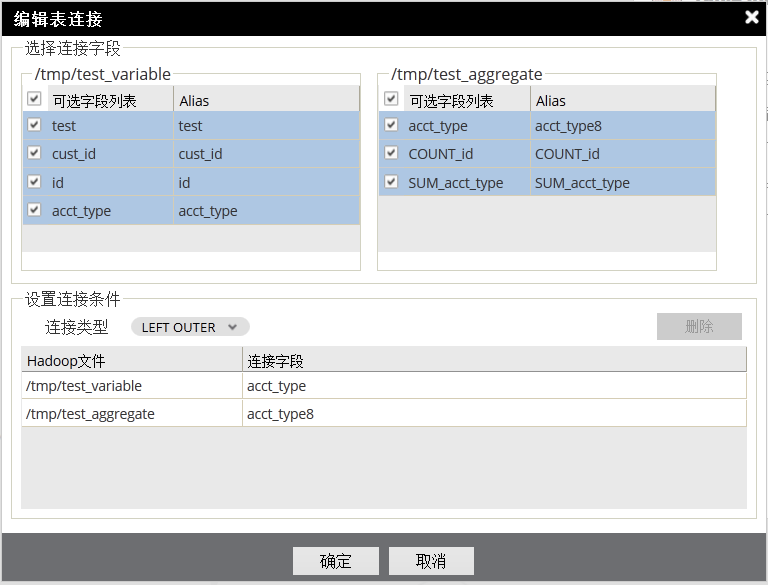 编辑表连接
选择连接字段
/tmp/test_variable
可选字段列表 Alias
test test
cust_id cust_id
id id
acct_type acct_type
/tmp/test_aggregate
可选字段列表 Alias
acct_type acct_type8
COUNT_id COUNT_id
SUM_acct_type SUM_acct_type
设置连接条件
连接类型 LEFT OUTER 删除
Hadoop文件 连接字段
/tmp/test_variable acct_type
/tmp/test_aggregate acct_type8
确定 取消